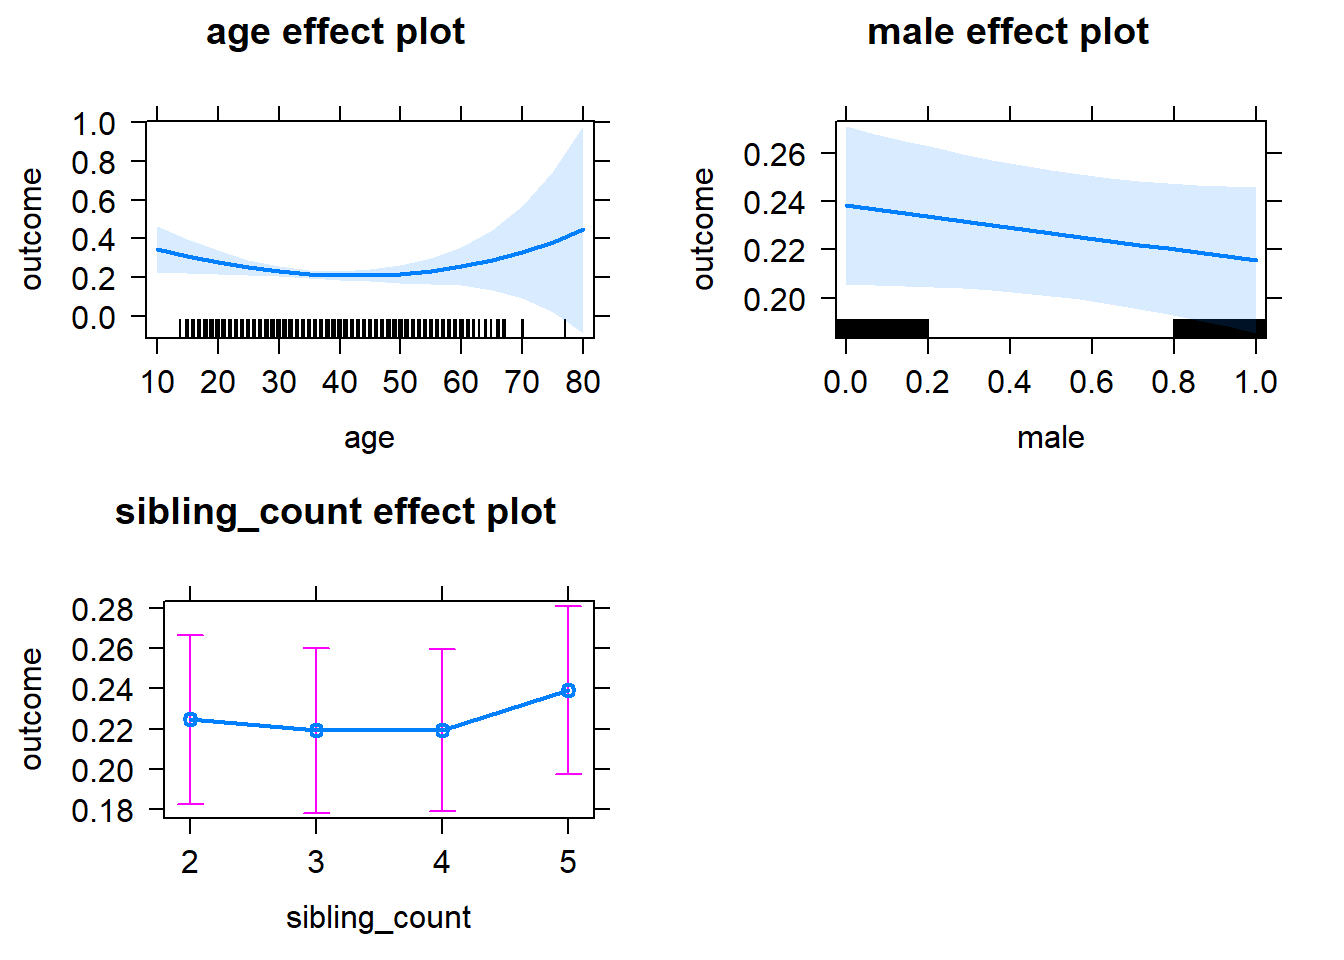 age effect plot
outcome
1.0
0.8
0.6
0.4
0.2
0.0
10 20 30 40 50 60 70 80
age
male effect plot
outcome
0.26
0.24
0.22
0.20
0.0 0.2 0.4 0.6 0.8 1.0
male
sibling_count effect plot
outcome
0.28
0.26
0.24
0.22
0.20
0.18
2 3 4 5
sibling_count